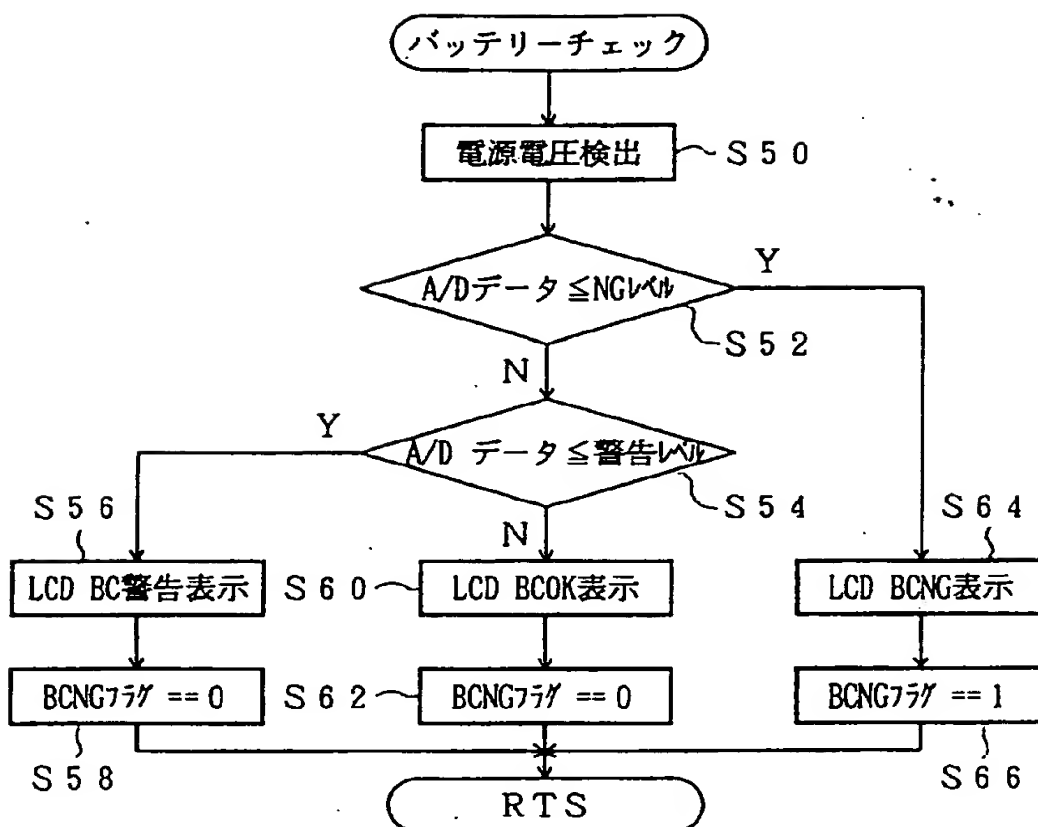 バッテリーチェック
電源電圧検出
S50
A/Dデータ≦NGレベル
Y
S52
N
A/D データ≦警告レベル
Y
S54
N
S56
LCD BC警告表示
S60
LCD BCOK表示
S64
LCD BCNG表示
BCNGフラグ == 0
S58
S62
BCNGフラグ == 0
BCNGフラグ == 1
S66
RTS